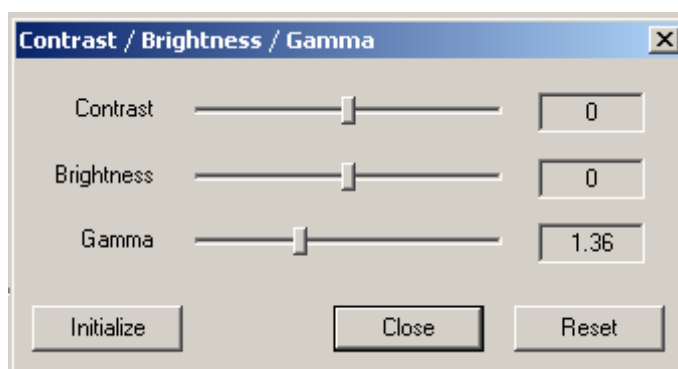 Contrast / Brightness / Gamma
Contrast 0
Brightness 0
Gamma 1.36
Initialize Close Reset